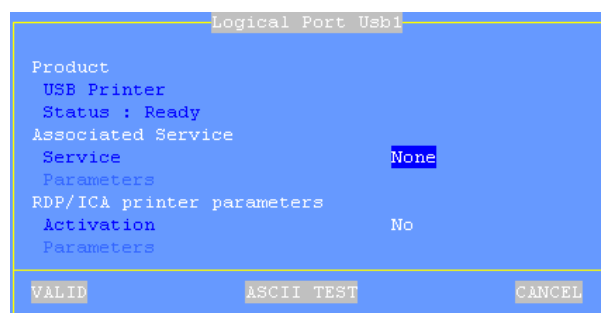 Logical Port Usb1
Product
USB Printer
Status : Ready
Associated Service
Service None
Parameters
RDP/ICA printer parameters
Activation No
Parameters
VALID ASCII TEST CANCEL